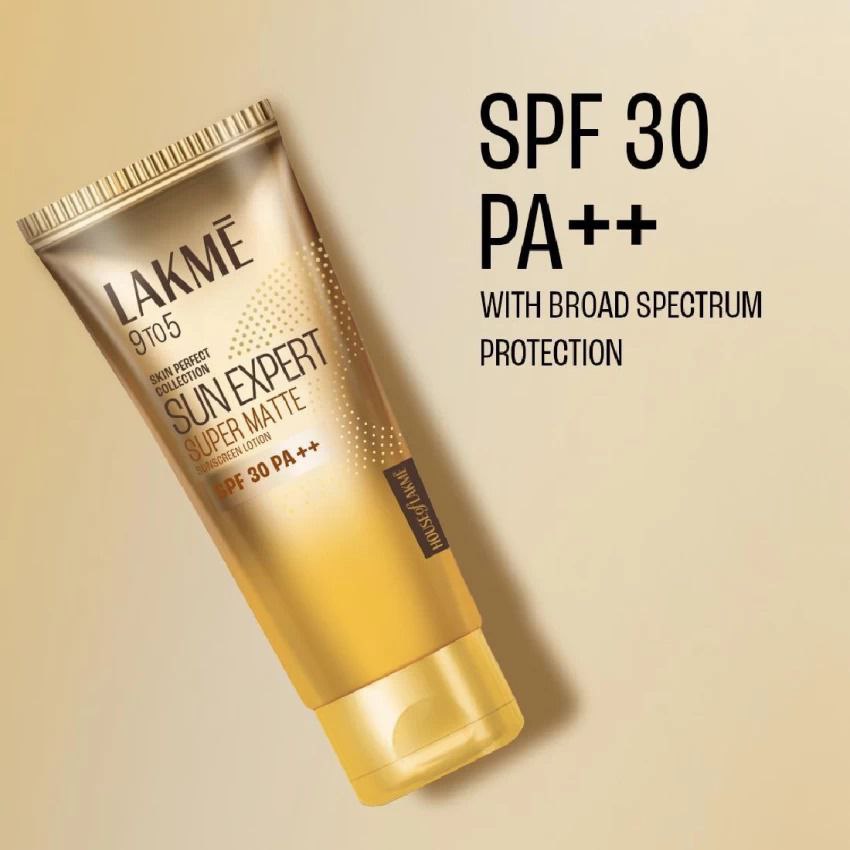 SPF 30
PA++
WITH BROAD SPECTRUM
PROTECTION
LAKMĒ
9TO5
SKIN PERFECT
COLLECTION
SUN EXPERT
SUPER MATTE
SUNSCREEN LOTION
SPF 30 PA++
HOUSE of LAKMĒ